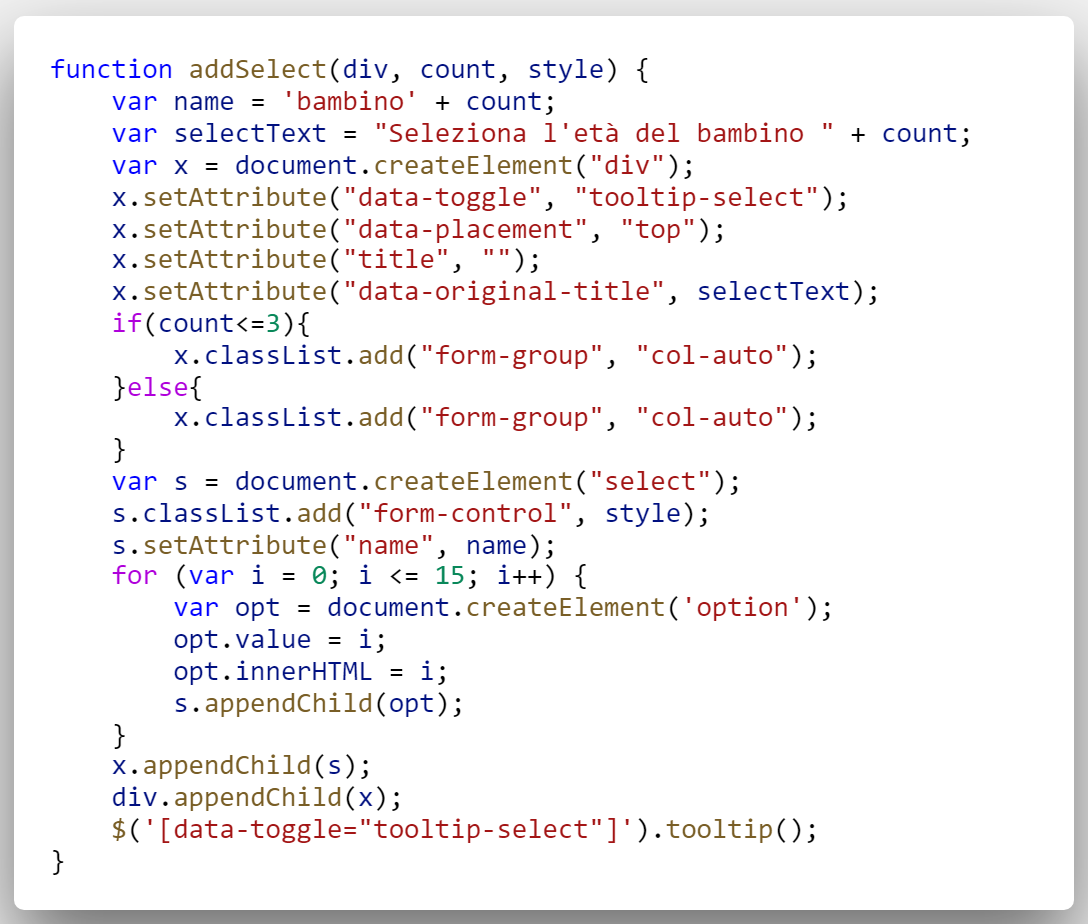 function addSelect(div, count, style) {
    var name = 'bambino' + count;
    var selectText = "Seleziona l'età del bambino " + count;
    var x = document.createElement("div");
    x.setAttribute("data-toggle", "tooltip-select");
    x.setAttribute("data-placement", "top");
    x.setAttribute("title", "");
    x.setAttribute("data-original-title", selectText);
    if(count<=3){
        x.classList.add("form-group", "col-auto");
    }else{
        x.classList.add("form-group", "col-auto");
    }
    var s = document.createElement("select");
    s.classList.add("form-control", style);
    s.setAttribute("name", name);
    for (var i = 0; i <= 15; i++) {
        var opt = document.createElement('option');
        opt.value = i;
        opt.innerHTML = i;
        s.appendChild(opt);
    }
    x.appendChild(s);
    div.appendChild(x);
    $('[data-toggle="tooltip-select"]').tooltip();
}